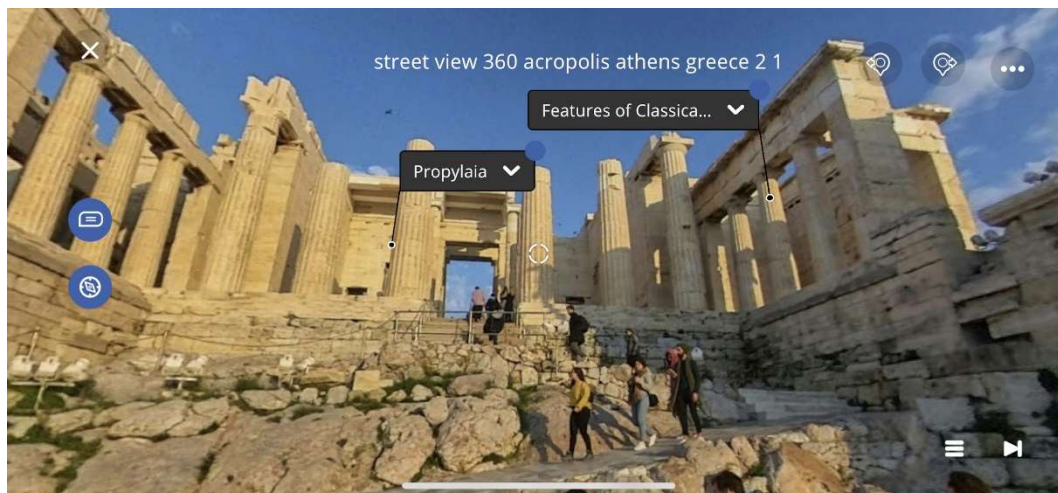 street view 360 acropolis athens greece 2 1
Features of Classica...
Propylaia